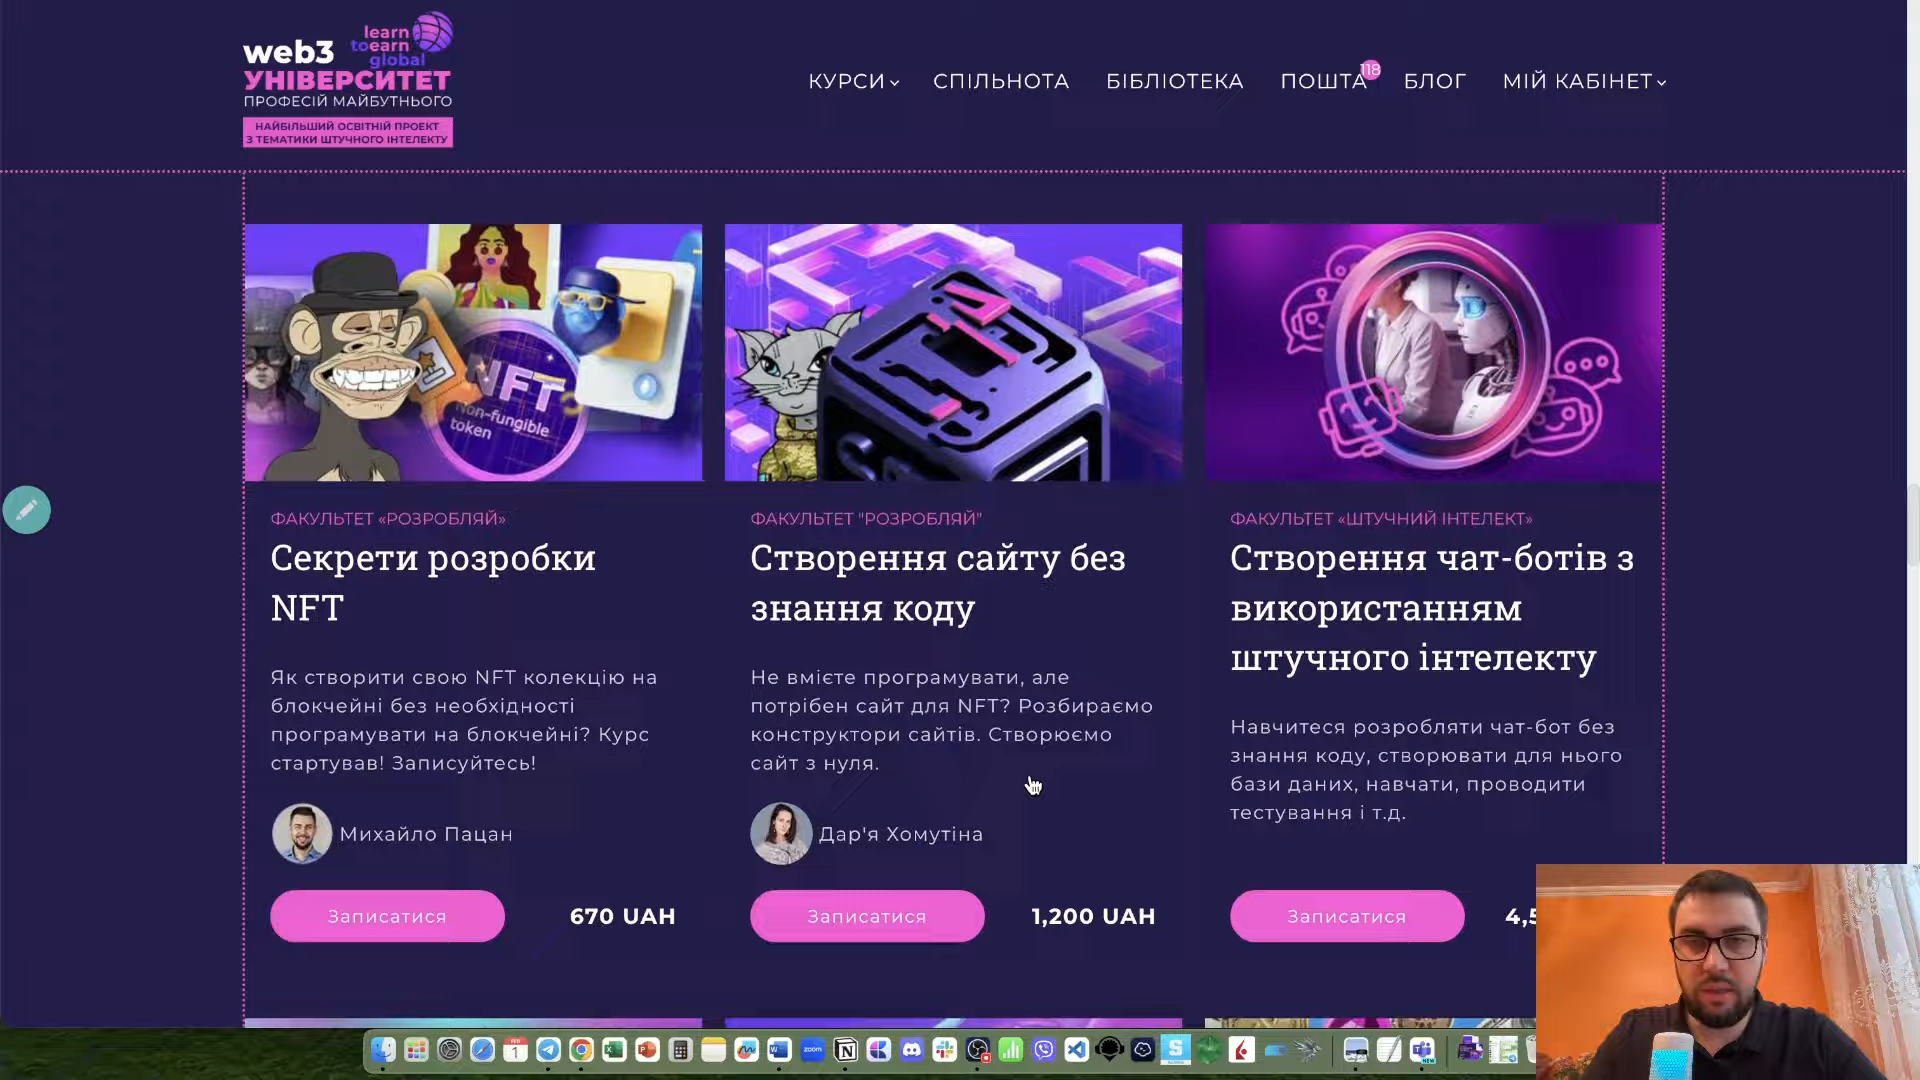 learn
web3 toearn
global
УНІВЕРСИТЕТ
ПРОФЕСІЙ МАЙБУТНЬОГО
НАЙБІЛЬШИЙ ОСВІТНІЙ ПРОЕКТ
З ТЕМАТИКИ ШТУЧНОГО ІНТЕЛЕКТУ
КУРСИ СПІЛЬНОТА БІБЛІОТЕКА ПОШТА 118 БЛОГ МІЙ КАБІНЕТ
NFT
Non-fungible
token
ФАКУЛЬТЕТ «РОЗРОБЛЯЙ»
Секрети розробки
NFT
Як створити свою NFT колекцію на
блокчейні без необхідності
програмувати на блокчейні? Курс
стартував! Записуйтесь!
Михайло Пацан
Записатися 670 UAH
ФАКУЛЬТЕТ "РОЗРОБЛЯЙ"
Створення сайту без
знання коду
Не вмієте програмувати, але
потрібен сайт для NFT? Розбираємо
конструктори сайтів. Створюємо
сайт з нуля.
Дар'я Хомутіна
Записатися 1,200 UAH
ФАКУЛЬТЕТ «ШТУЧНИЙ ІНТЕЛЕКТ»
Створення чат-ботів з
використанням
штучного інтелекту
Навчитеся розробляти чат-бот без
знання коду, створювати для нього
бази даних, навчати, проводити
тестування і т.д.
Записатися
zoom